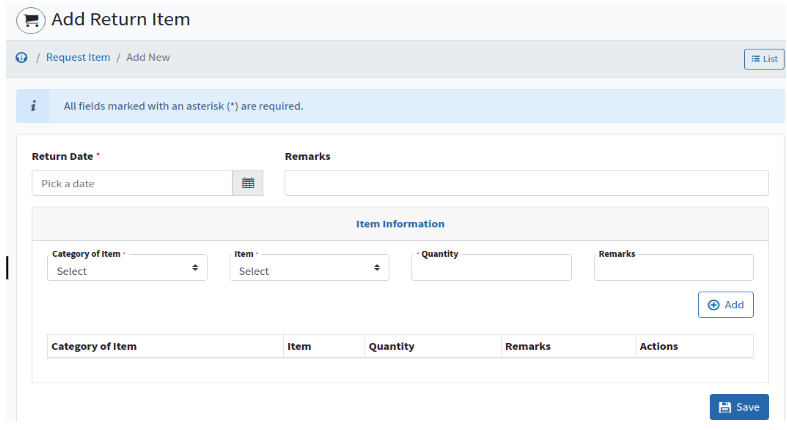 Add Return Item
/ Request Item / Add New
List
i All fields marked with an asterisk (*) are required.
Return Date *
Remarks
Pick a date
Item Information
Category of Item *
Item *
* Quantity
Remarks
Select
Select
Add
Category of Item Item Quantity Remarks Actions
Save